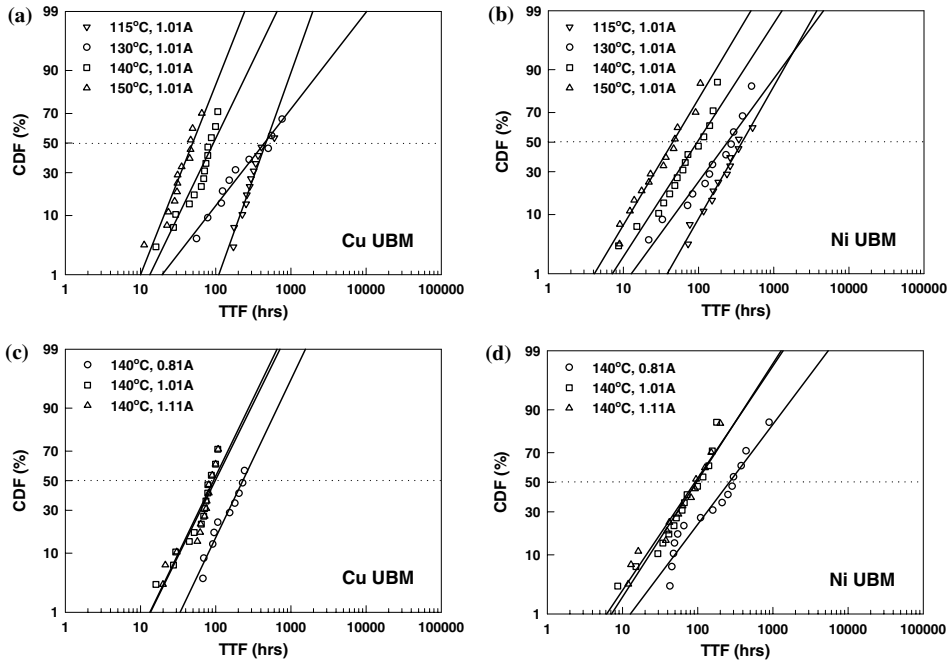 (a)
115°C, 1.01A
130°C, 1.01A
140°C, 1.01A
150°C, 1.01A
CDF (%)
99
90
70
50
30
10
1
Cu UBM
1 10 100 1000 10000 100000
TTF (hrs)
(b)
115°C, 1.01A
130°C, 1.01A
140°C, 1.01A
150°C, 1.01A
CDF (%)
99
90
70
50
30
10
1
Ni UBM
1 10 100 1000 10000 100000
TTF (hrs)
(c)
140°C, 0.81A
140°C, 1.01A
140°C, 1.11A
CDF (%)
99
90
70
50
30
10
1
Cu UBM
1 10 100 1000 10000 100000
TTF (hrs)
(d)
140°C, 0.81A
140°C, 1.01A
140°C, 1.11A
CDF (%)
99
90
70
50
30
10
1
Ni UBM
1 10 100 1000 10000 100000
TTF (hrs)